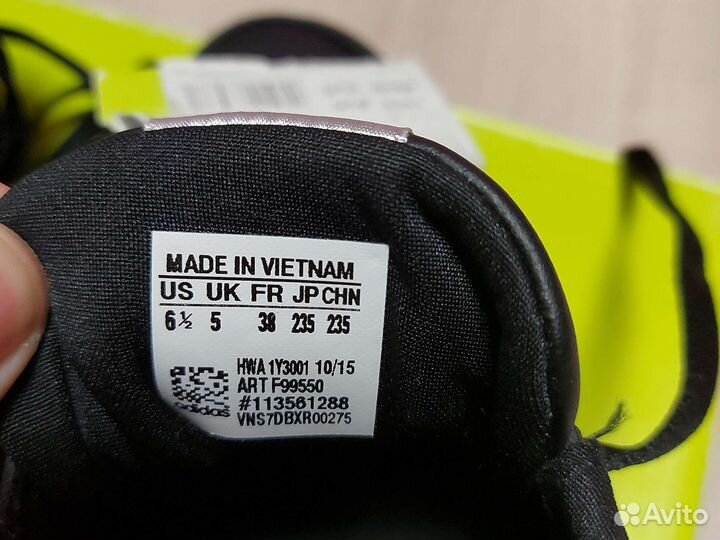 MADE IN VIETNAM
US UK FR JP CHN
6½ 5 38 235 235
HWA 1Y3001 10/15
ART F99550
#113561288
adidas
VNS7DBXR00275
Avito